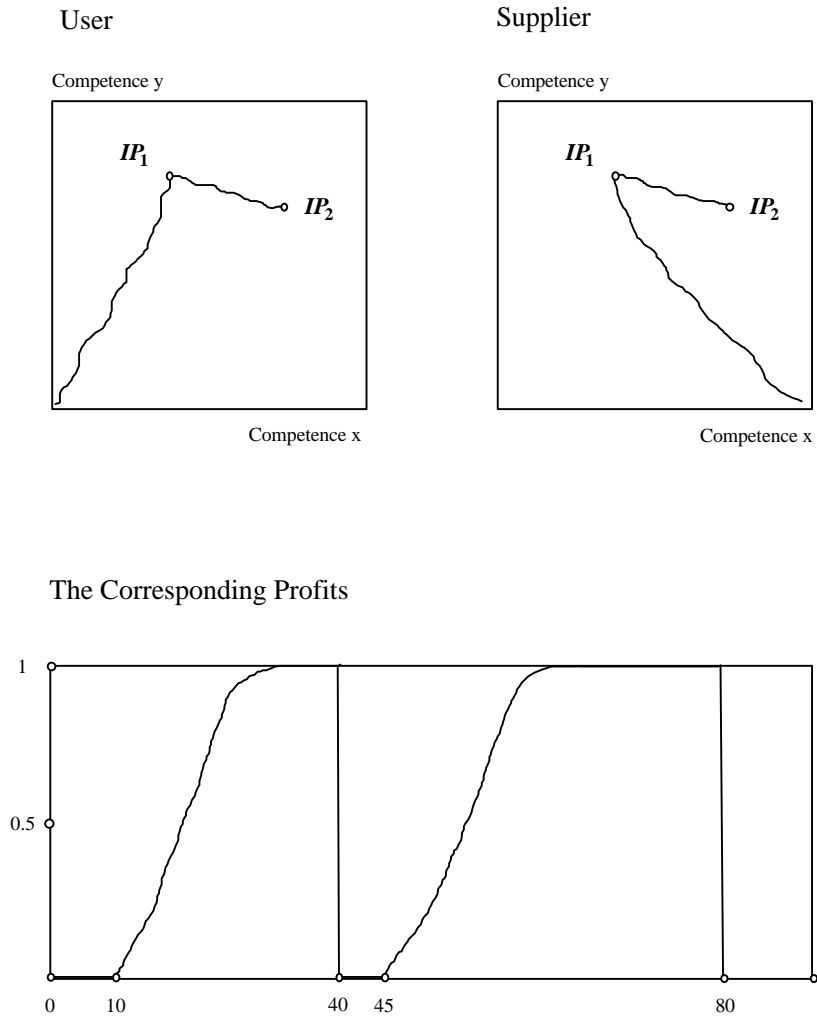 User
Supplier
Competence y
Competence y
IP1
IP2
IP1
IP2
Competence x
Competence x
The Corresponding Profits
1
0.5
0 10 40 45 80